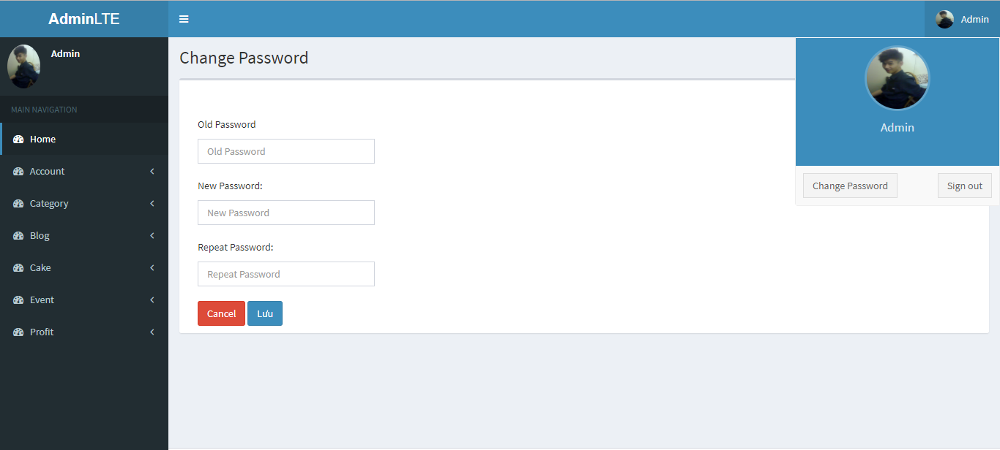 AdminLTE
Admin
Admin
MAIN NAVIGATION
Home
Account
Category
Blog
Cake
Event
Profit
Change Password
Old Password
Old Password
New Password:
New Password
Repeat Password:
Repeat Password
Cancel Lưu
Admin
Change Password Sign out